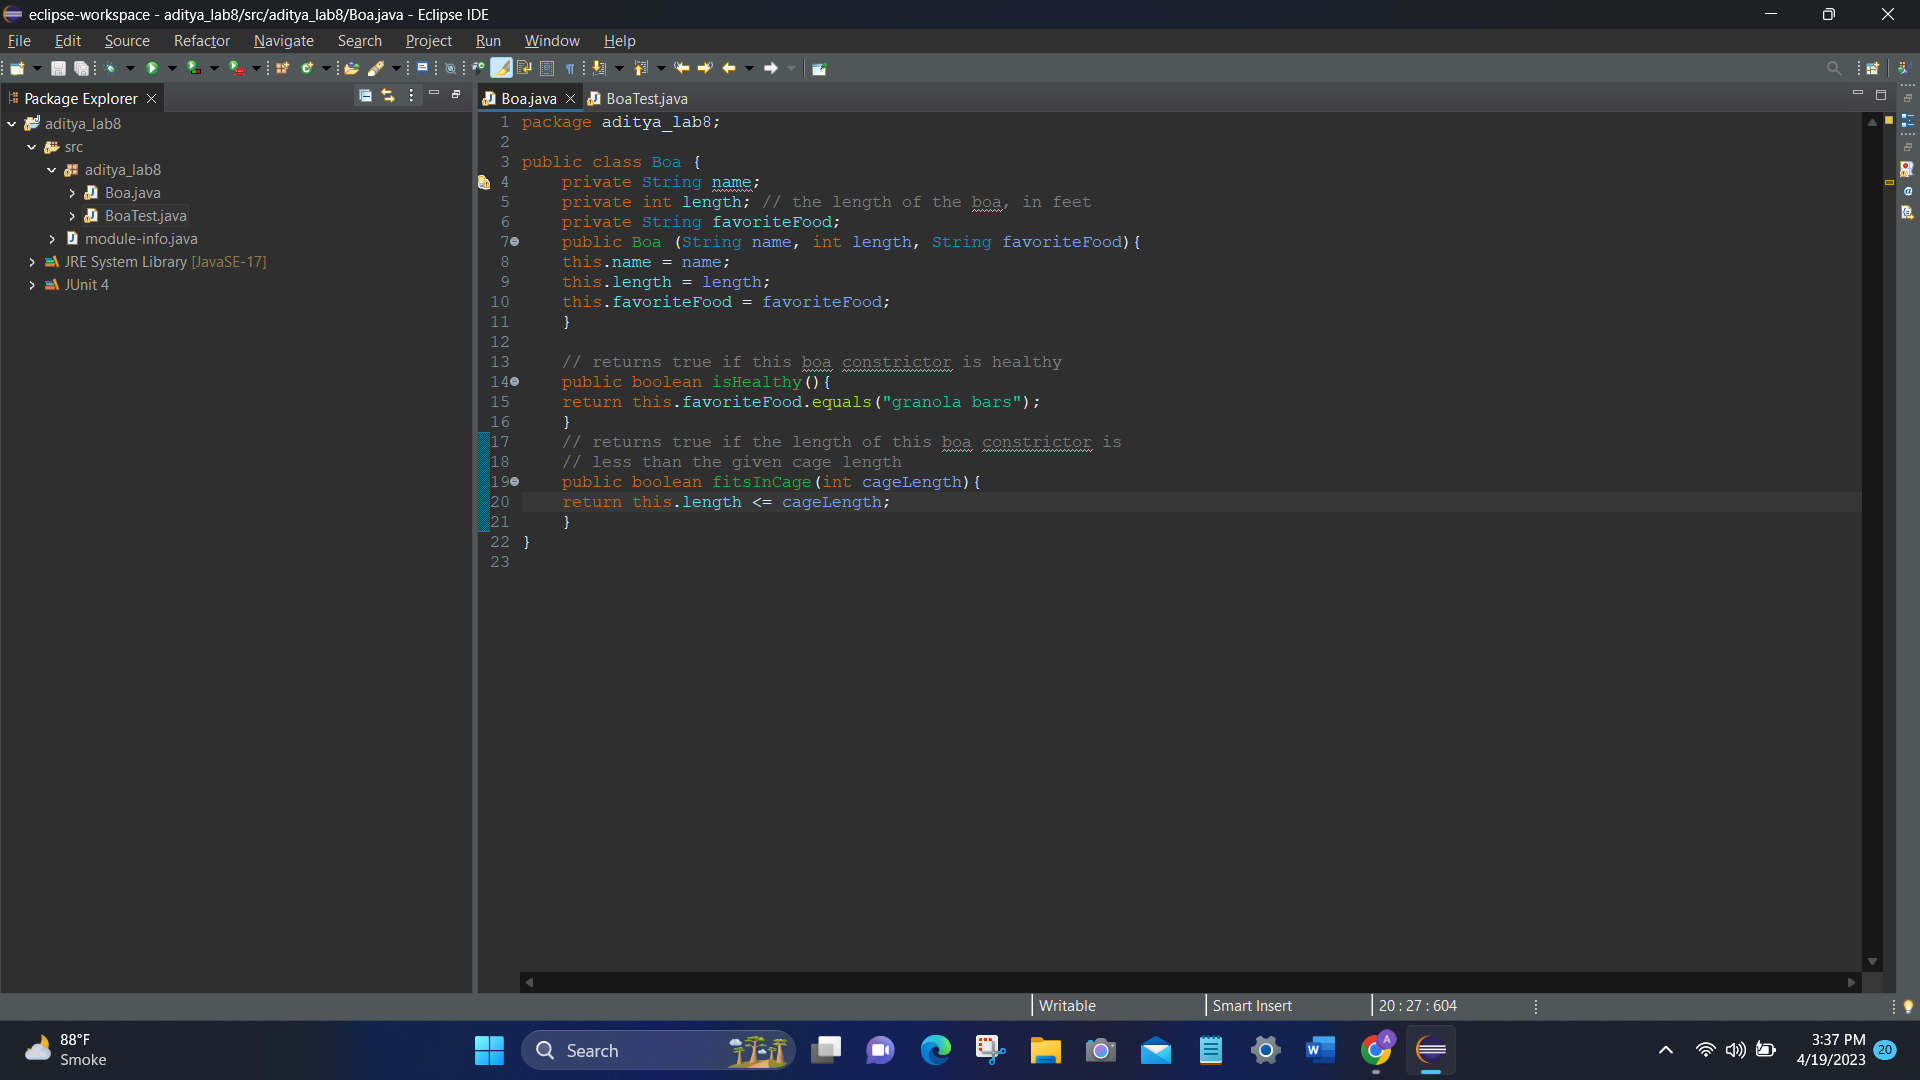 eclipse-workspace - aditya_lab8/src/aditya_lab8/Boa.java - Eclipse IDE
File Edit Source Refactor Navigate Search Project Run Window Help
Package Explorer
aditya_lab8
src
aditya_lab8
Boa.java
BoaTest.java
module-info.java
JRE System Library [JavaSE-17]
JUnit 4
Boa.java BoaTest.java
1 package aditya_lab8;
2
3 public class Boa {
4 private String name;
5 private int length; // the length of the boa, in feet
6 private String favoriteFood;
7 public Boa (String name, int length, String favoriteFood){
8 this.name = name;
9 this.length = length;
10 this.favoriteFood = favoriteFood;
11 }
12
13 // returns true if this boa constrictor is healthy
14 public boolean isHealthy(){
15 return this.favoriteFood.equals("granola bars");
16 }
17 // returns true if the length of this boa constrictor is
18 // less than the given cage length
19 public boolean fitsInCage(int cageLength){
20 return this.length <= cageLength;
21 }
22 }
23
Writable Smart Insert 20 : 27 : 604
88°F
Smoke
Search
A
3:37 PM
4/19/2023
20